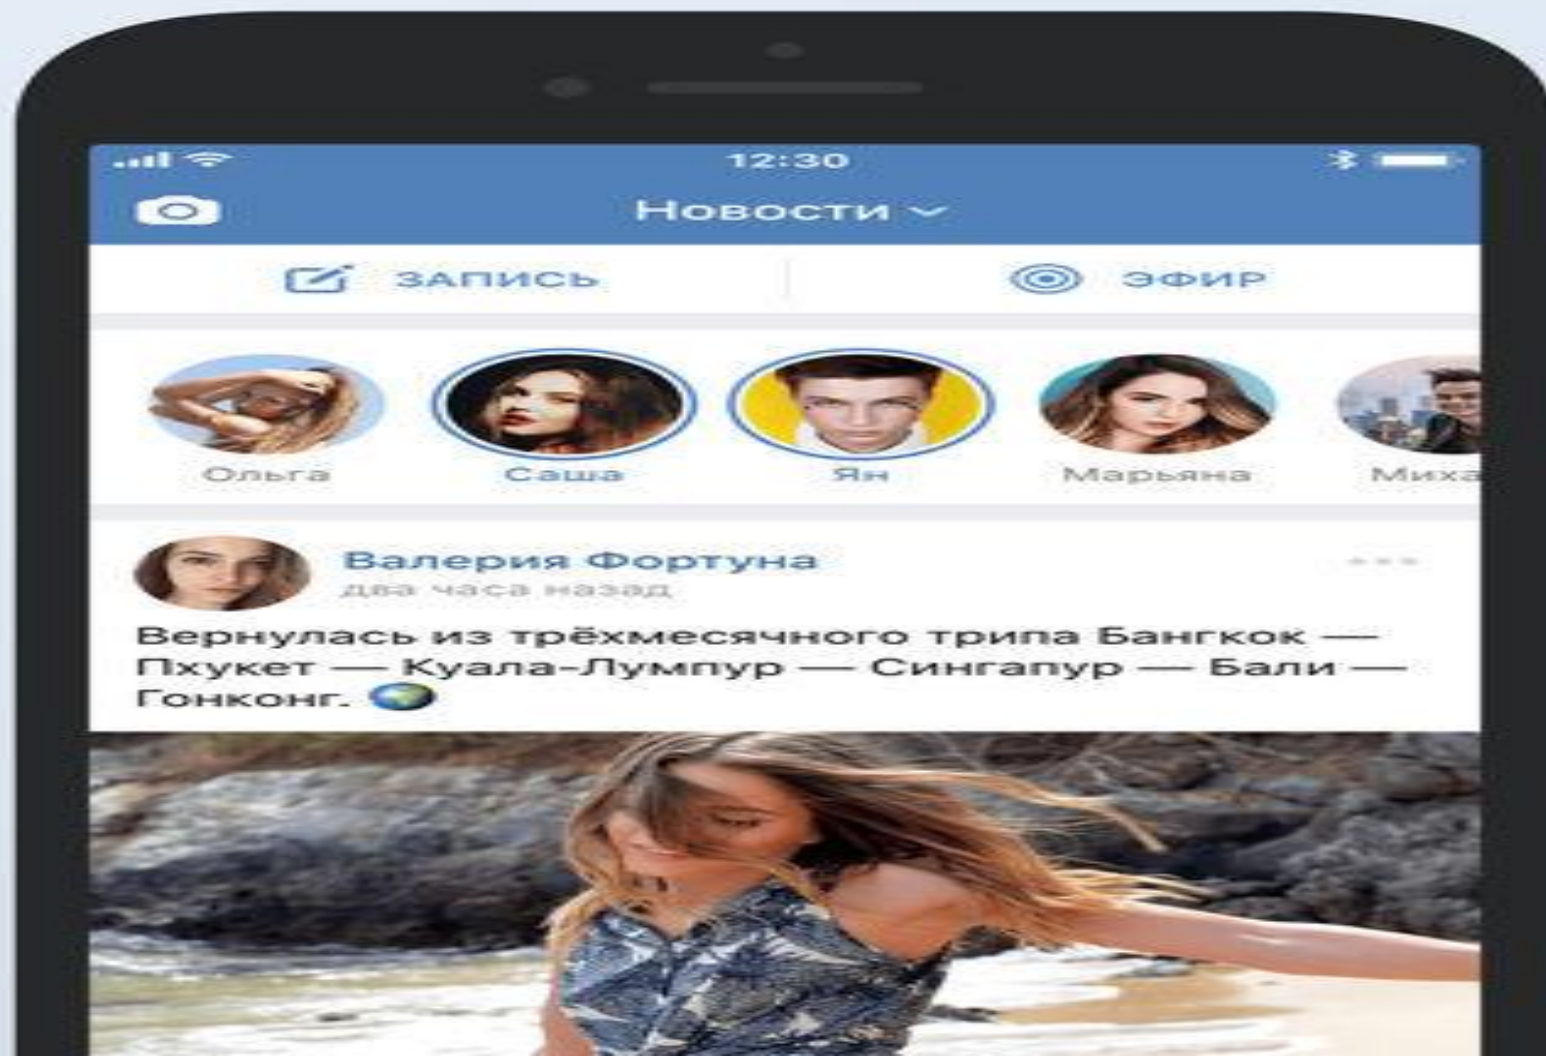 12:30
Новости
ЗАПИСЬ
ЭФИР
Ольга
Саша
Ян
Марьяна
Миха
Валерия Фортуна
два часа назад
Вернулась из трёхмесячного трипа Бангкок —
Пхукет — Куала-Лумпур — Сингапур — Бали —
Гонконг.